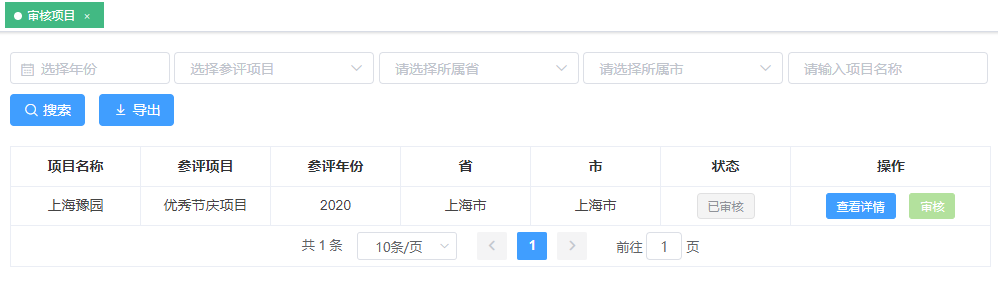 审核项目 ×
选择年份 选择参评项目 请选择所属省 请选择所属市 请输入项目名称
搜索 导出
项目名称 参评项目 参评年份 省 市 状态 操作
上海豫园 优秀节庆项目 2020 上海市 上海市 已审核 查看详情 审核
共 1 条 10条/页 1 前往 1 页